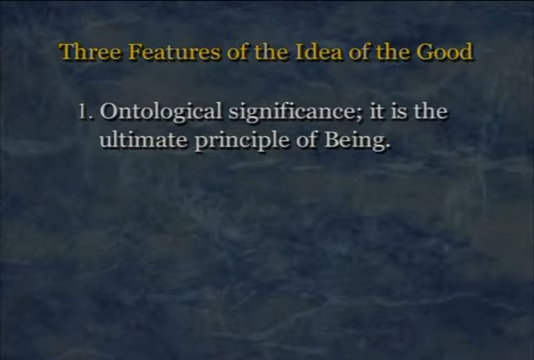 Three Features of the Idea of the Good
1. Ontological significance; it is the
ultimate principle of Being.